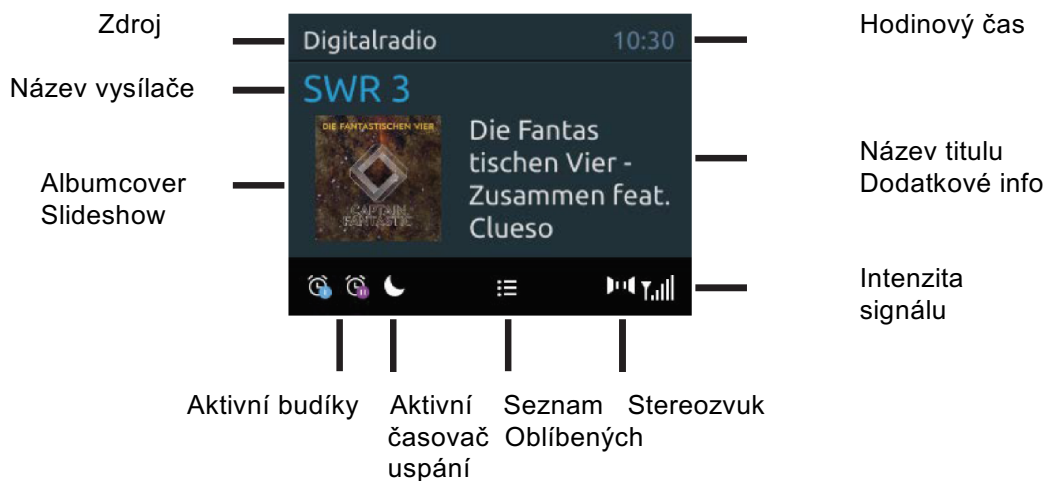 Zdroj
Digitalradio
10:30
Hodinový čas
Název vysílače
SWR 3
DIE FANTASTISCHEN VIER
CAPTAIN
FANTASTIC
Albumcover
Slideshow
Die Fantas
tischen Vier -
Zusammen feat.
Clueso
Název titulu
Dodatkové info
Intenzita
signálu
Aktivní budíky
Aktivní
časovač
uspání
Seznam
Oblíbených
Stereozvuk